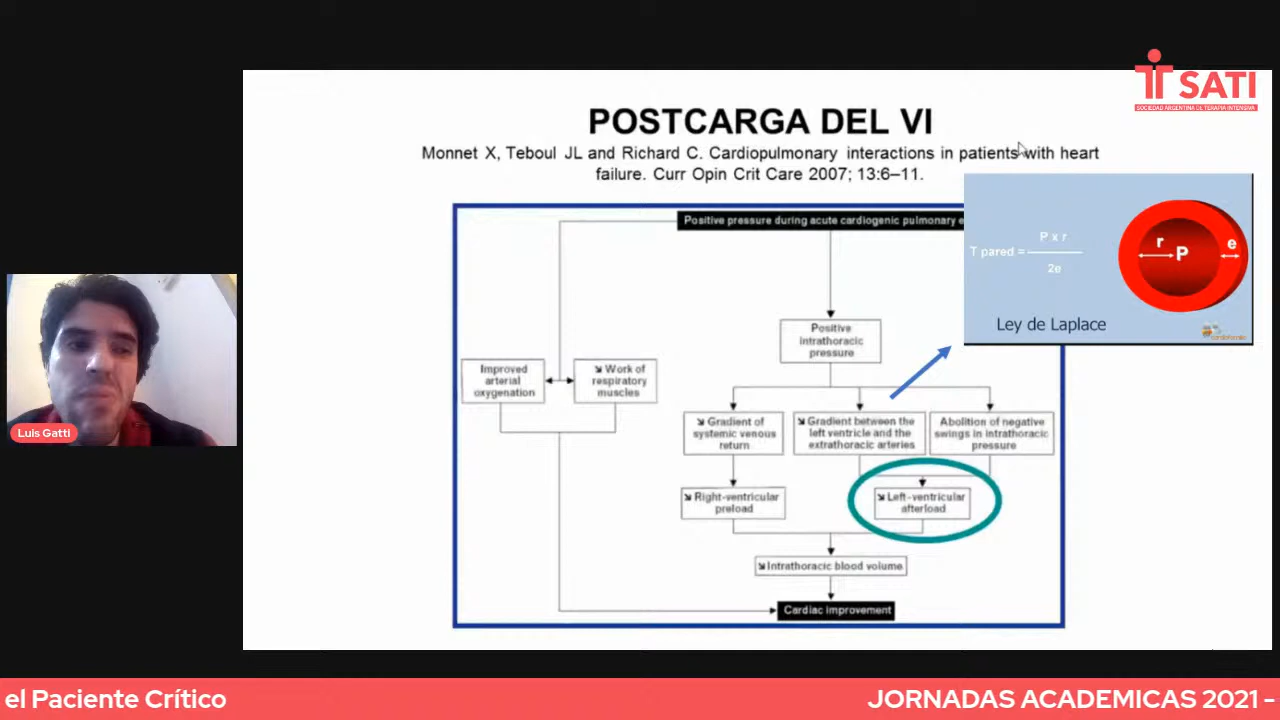 SATI
SOCIEDAD ARGENTINA DE TERAPIA INTENSIVA
POSTCARGA DEL VI
Monnet X, Teboul JL and Richard C. Cardiopulmonary interactions in patients with heart
failure. Curr Opin Crit Care 2007; 13:6–11.
Positive pressure during acute cardiogenic pulmonary e
T pared =
P x r
2e
r
P
e
Ley de Laplace
Positive
intrathoracic
pressure
Improved
arterial
oxygenation
↘ Work of
respiratory
muscles
↘ Gradient of
systemic venous
return
↘ Gradient between the
left ventricle and the
extrathoracic arteries
Abolition of negative
swings in intrathoracic
pressure
↘ Right-ventricular
preload
↘ Left-ventricular
afterload
↘ Intrathoracic blood volume
Cardiac improvement
Luis Gatti
el Paciente Crítico
JORNADAS ACADEMICAS 2021 -